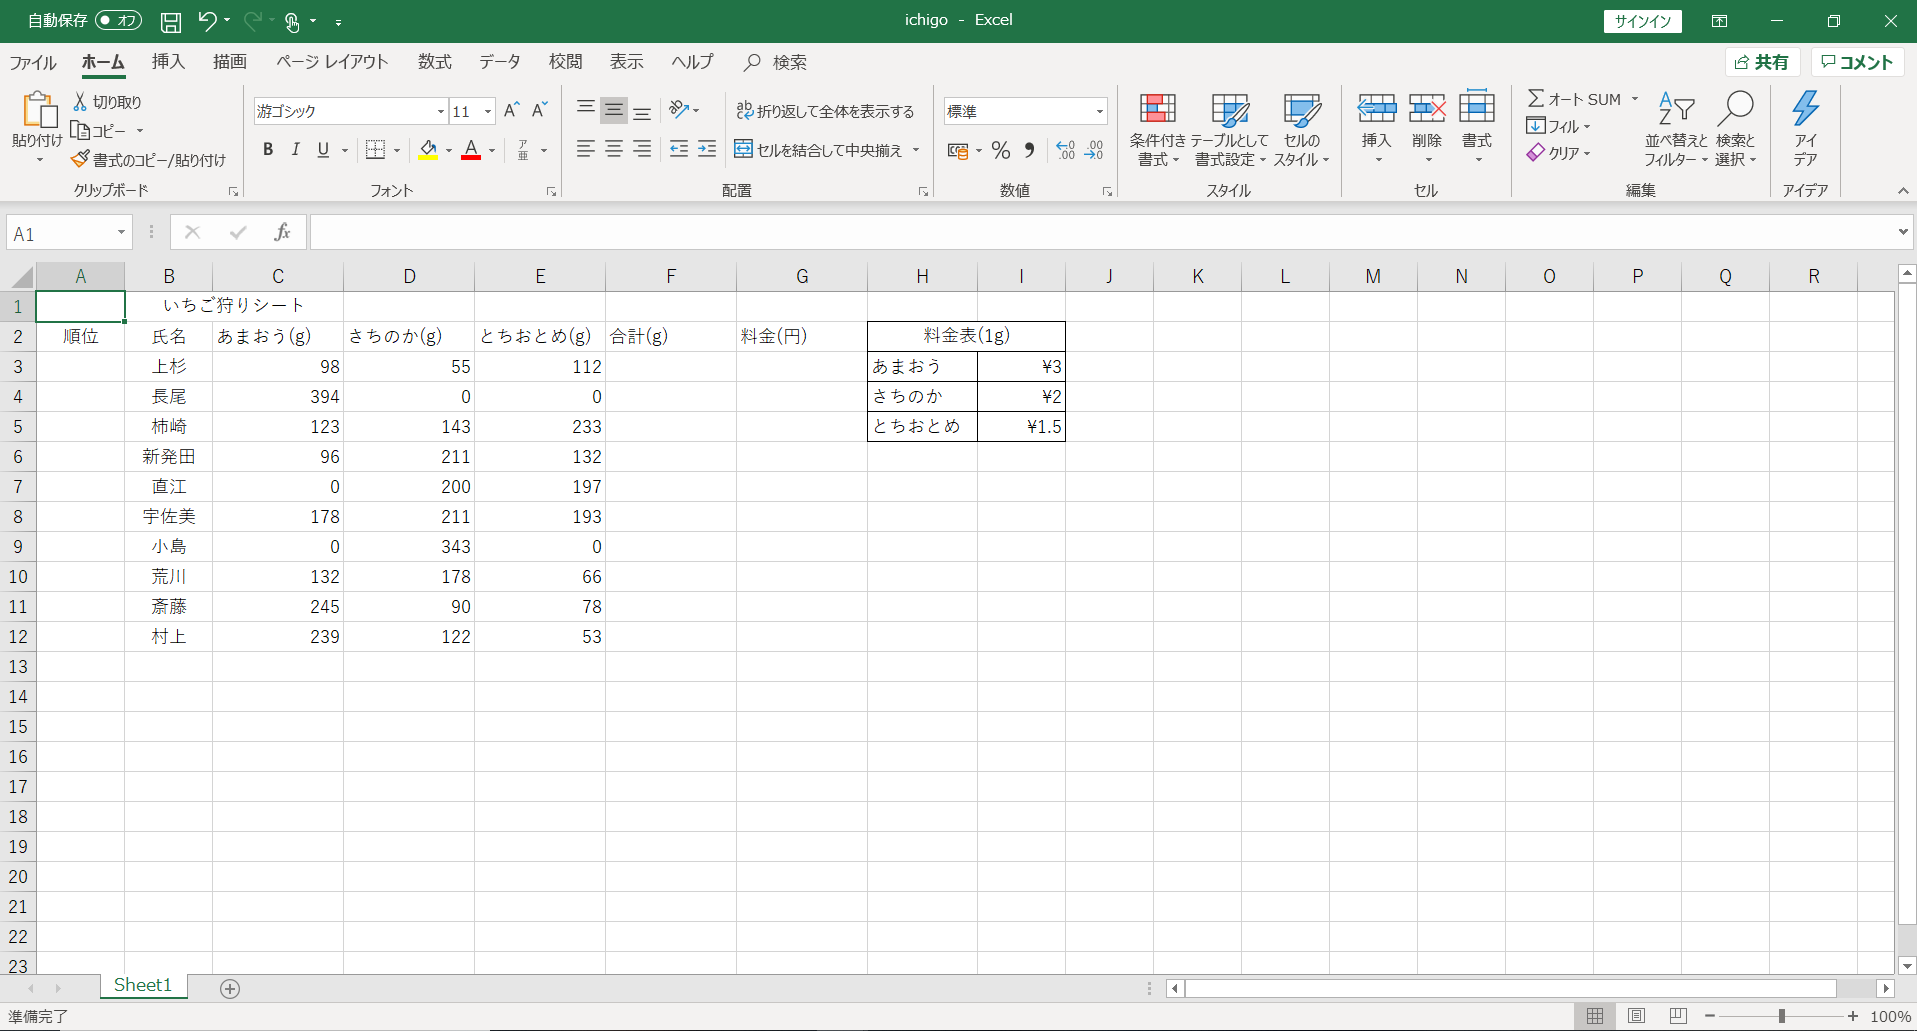 自動保存 オフ ichigo - Excel サインイン
ファイル ホーム 挿入 描画 ページ レイアウト 数式 データ 校閲 表示 ヘルプ 検索 共有 コメント
貼り付け 切り取り コピー 書式のコピー/貼り付け クリップボード
游ゴシック 11 B I U A ア亜 フォント
折り返して全体を表示する セルを結合して中央揃え 配置
標準 % 数値
条件付き書式 テーブルとして書式設定 セルのスタイル スタイル
挿入 削除 書式 セル
Σ オート SUM フィル クリア 並べ替えとフィルター 検索と選択 編集
アイデア アイデア
A1 fx
A B C D E F G H I J K L M N O P Q R
1 いちご狩りシート
2 順位 氏名 あまおう(g) さちのか(g) とちおとめ(g) 合計(g) 料金(円) 料金表(1g)
3 上杉 98 55 112 あまおう ¥3
4 長尾 394 0 0 さちのか ¥2
5 柿崎 123 143 233 とちおとめ ¥1.5
6 新発田 96 211 132
7 直江 0 200 197
8 宇佐美 178 211 193
9 小島 0 343 0
10 荒川 132 178 66
11 斎藤 245 90 78
12 村上 239 122 53
13
14
15
16
17
18
19
20
21
22
23
Sheet1
準備完了 100%